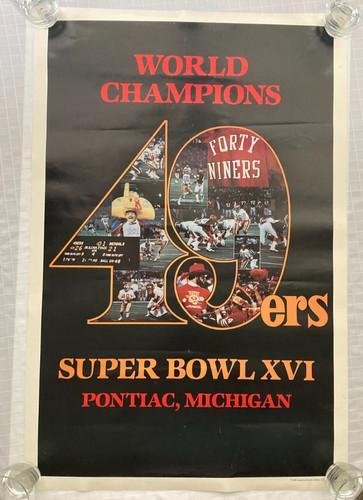 WORLD
CHAMPIONS
49ers
FORTY
NINERS
SUPER BOWL XVI
PONTIAC, MICHIGAN